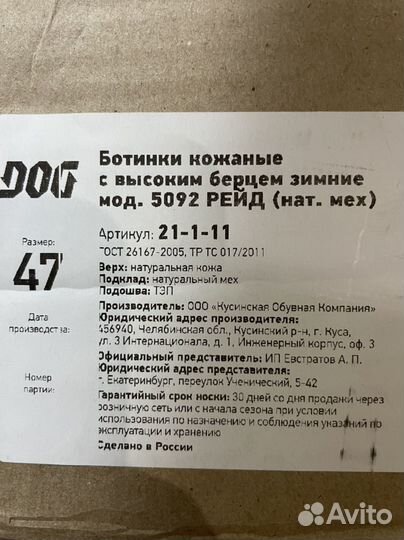 DOG
Ботинки кожаные
с высоким берцем зимние
мод. 5092 РЕЙД (нат. мех)
Артикул: 21-1-11
ГОСТ 26167-2005, ТР ТС 017/2011
Размер:
47
Верх: натуральная кожа
Подклад: натуральный мех
Подошва: ТЭП
Дата
производства:
Производитель: ООО «Кусинская Обувная Компания»
Юридический адрес производителя:
456940, Челябинская обл., Кусинский р-н, г. Куса,
ул. 3 Интернационала, д. 1, Инженерный корпус, оф. 3
Официальный представитель: ИП Евстратов А. П.
Юридический адрес представителя:
г. Екатеринбург, переулок Ученический, 5-42
Номер
партии:
Гарантийный срок носки: 30 дней со дня продажи через
розничную сеть или с начала сезона при условии
использования по назначению и соблюдения указаний по
эксплуатации и хранению
Сделано в России
Avito